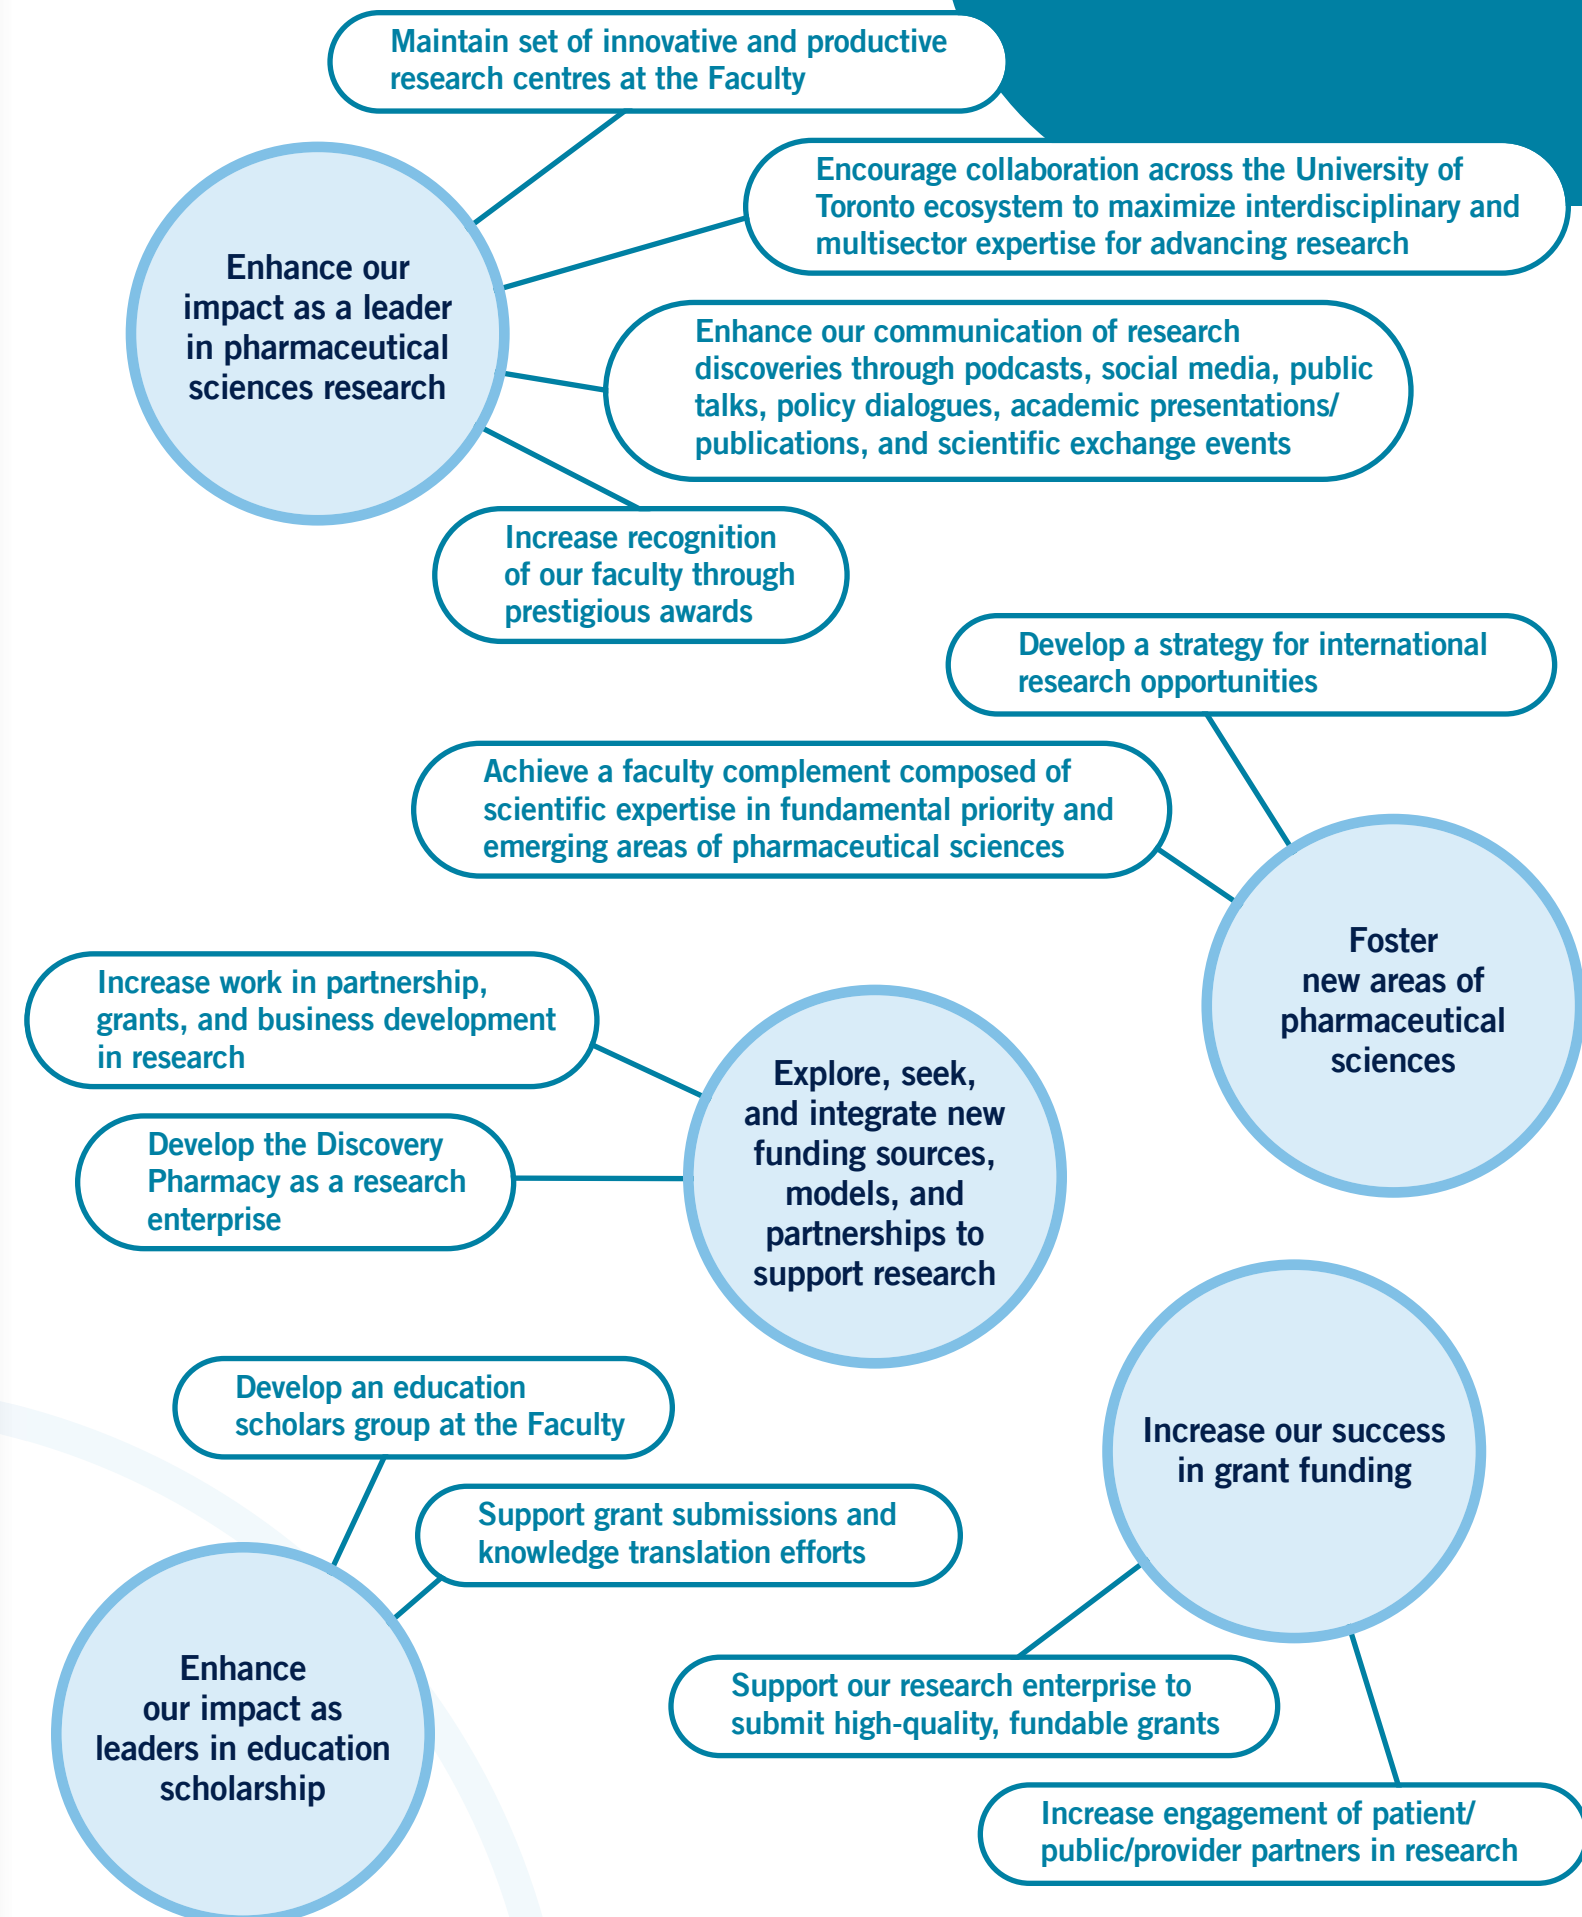 Maintain set of innovative and productive
research centres at the Faculty
Encourage collaboration across the University of
Toronto ecosystem to maximize interdisciplinary and
multisector expertise for advancing research
Enhance our
impact as a leader
in pharmaceutical
sciences research
Enhance our communication of research
discoveries through podcasts, social media, public
talks, policy dialogues, academic presentations/
publications, and scientific exchange events
Increase recognition
of our faculty through
prestigious awards
Develop a strategy for international
research opportunities
Achieve a faculty complement composed of
scientific expertise in fundamental priority and
emerging areas of pharmaceutical sciences
Foster
new areas of
pharmaceutical
sciences
Increase work in partnership,
grants, and business development
in research
Develop the Discovery
Pharmacy as a research
enterprise
Explore, seek,
and integrate new
funding sources,
models, and
partnerships to
support research
Develop an education
scholars group at the Faculty
Support grant submissions and
knowledge translation efforts
Enhance
our impact as
leaders in education
scholarship
Increase our success
in grant funding
Support our research enterprise to
submit high-quality, fundable grants
Increase engagement of patient/
public/provider partners in research